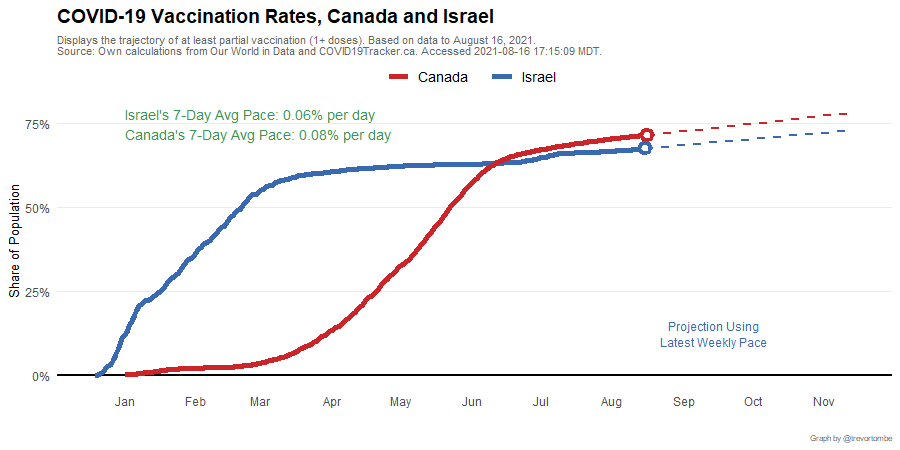 COVID-19 Vaccination Rates, Canada and Israel
Displays the trajectory of at least partial vaccination (1+ doses). Based on data to August 16, 2021.
Source: Own calculations from Our World in Data and COVID19Tracker.ca. Accessed 2021-08-16 17:15:09 MDT.
Canada Israel
Israel's 7-Day Avg Pace: 0.06% per day
Canada's 7-Day Avg Pace: 0.08% per day
75%
50%
25%
0%
Share of Population
Projection Using
Latest Weekly Pace
Jan Feb Mar Apr May Jun Jul Aug Sep Oct Nov
Graph by @trevortombe